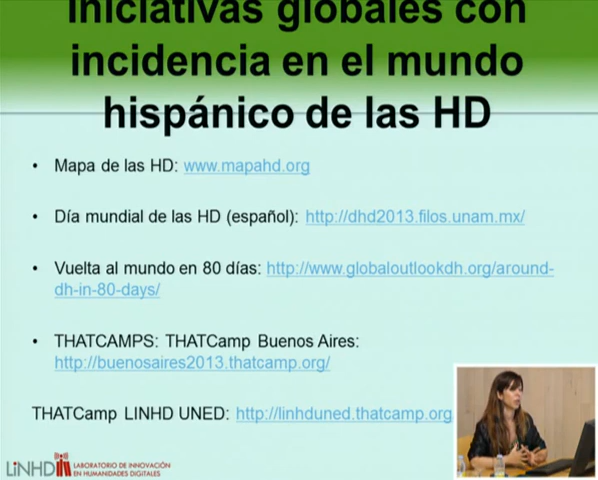 Iniciativas globales con
incidencia en el mundo
hispánico de las HD
• Mapa de las HD: www.mapahd.org
• Día mundial de las HD (español): http://dhd2013.filos.unam.mx/
• Vuelta al mundo en 80 días: http://www.globaloutlookdh.org/around-
dh-in-80-days/
• THATCAMPS: THATCamp Buenos Aires:
http://buenosaires2013.thatcamp.org/
THATCamp LINHD UNED: http://linhduned.thatcamp.org
LINHD LABORATORIO DE INNOVACIÓN
EN HUMANIDADES DIGITALES